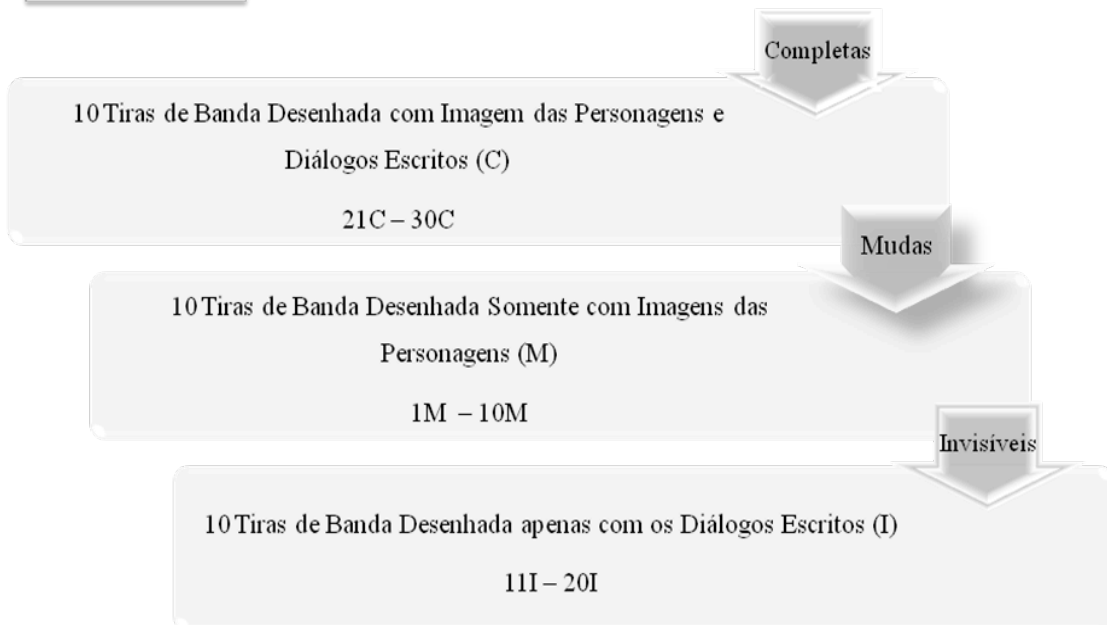 Completas
10 Tiras de Banda Desenhada com Imagem das Personagens e
Diálogos Escritos (C)
21C – 30C
Mudas
10 Tiras de Banda Desenhada Somente com Imagens das
Personagens (M)
1M – 10M
Invisíveis
10 Tiras de Banda Desenhada apenas com os Diálogos Escritos (I)
11I – 20I